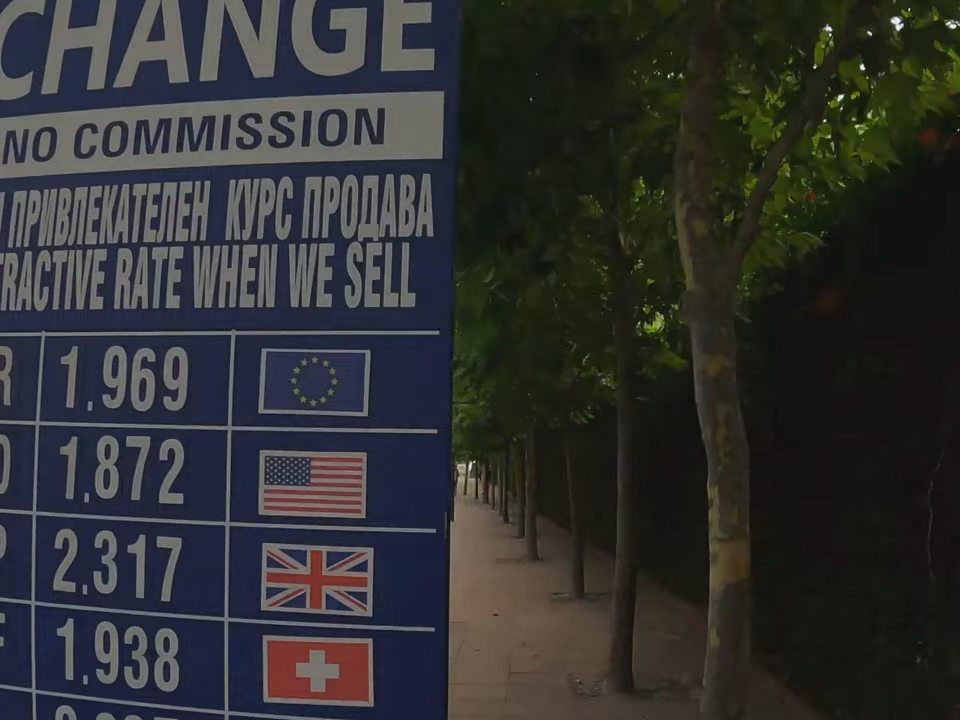 CHANGE
NO COMMISSION
ПРИВЛЕКАТЕЛЕН КУРС ПРОДАВА
TRACTIVE RATE WHEN WE SELL
R 1.969
D 1.872
P 2.317
F 1.938